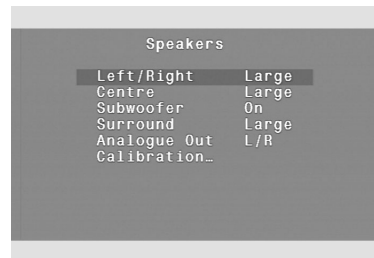 Speakers
Left/Right Large
Centre Large
Subwoofer On
Surround Large
Analogue Out L/R
Calibration…